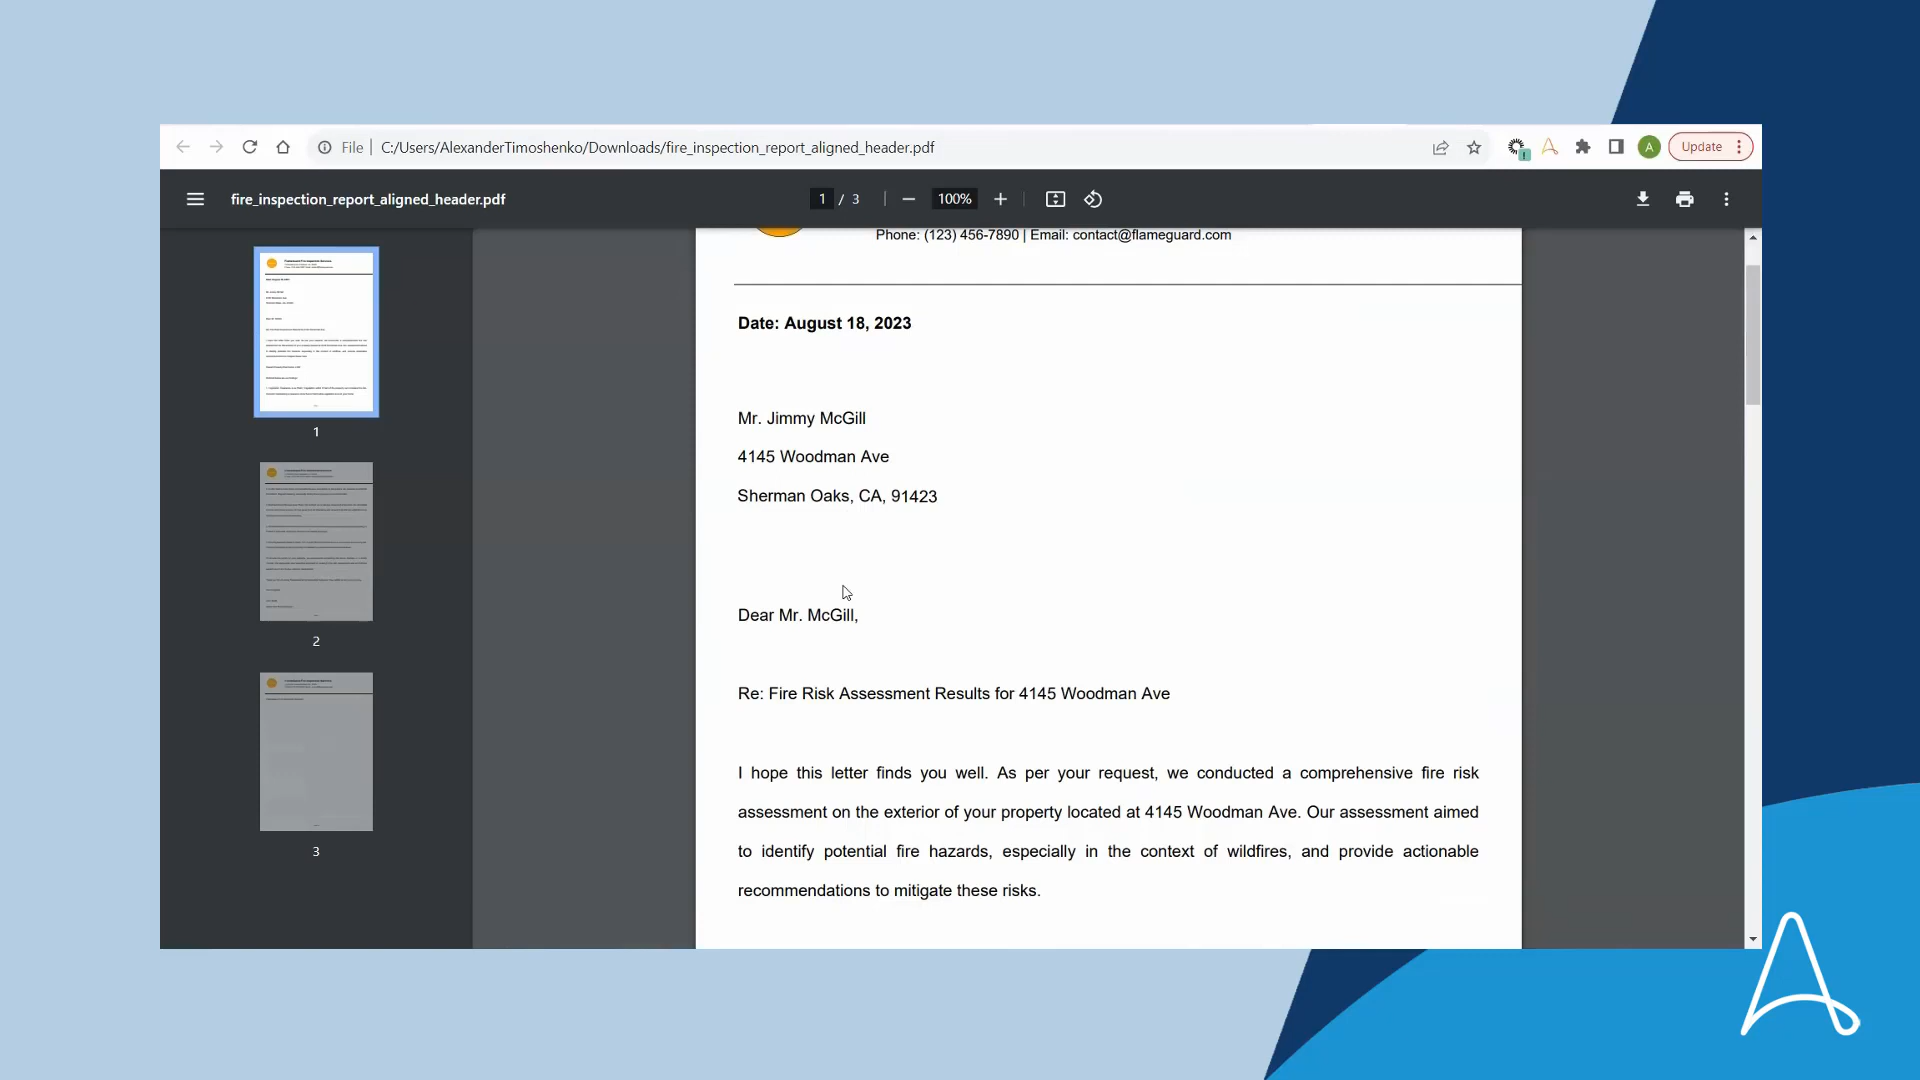 File
C:/Users/AlexanderTimoshenko/Downloads/fire_inspection_report_aligned_header.pdf
A
Update
fire_inspection_report_aligned_header.pdf
1 / 3
100%
Phone: (123) 456-7890 | Email: contact@flameguard.com
Date: August 18, 2023
Mr. Jimmy McGill
4145 Woodman Ave
Sherman Oaks, CA, 91423
Dear Mr. McGill,
Re: Fire Risk Assessment Results for 4145 Woodman Ave
I hope this letter finds you well. As per your request, we conducted a comprehensive fire risk
assessment on the exterior of your property located at 4145 Woodman Ave. Our assessment aimed
to identify potential fire hazards, especially in the context of wildfires, and provide actionable
recommendations to mitigate these risks.
1
2
3